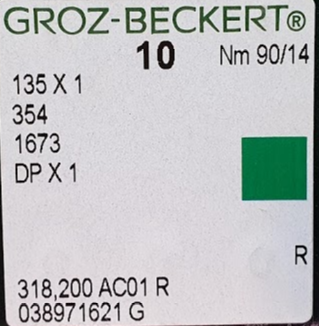 GROZ-BECKERT®
10 Nm 90/14
135 X 1
354
1673
DP X 1
R
318,200 AC01 R
038971621 G